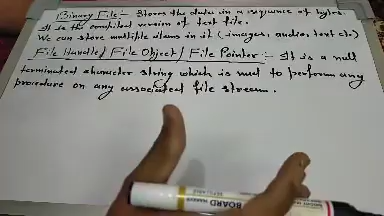 Binary File :- Stores the data in a sequence of bytes.
It is the compiled version of text file.
We can store multiple items in it (images, audio, text etc.)
File Handle / File Object / File Pointer :- It is a null
terminated character string which is used to perform any
procedure on any associated file stream.
BOARD
MARKER